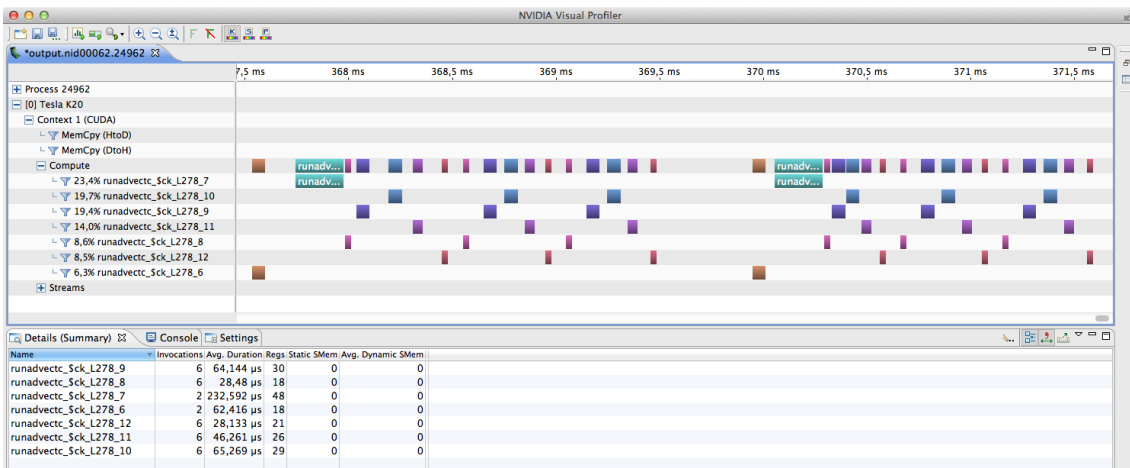 NVIDIA Visual Profiler
F K S P
*output.nid00062.24962
7,5 ms 368 ms 368,5 ms 369 ms 369,5 ms 370 ms 370,5 ms 371 ms 371,5 ms
Process 24962
[0] Tesla K20
Context 1 (CUDA)
MemCpy (HtoD)
MemCpy (DtoH)
Compute runadv... runadv...
23,4% runadvectc_$ck_L278_7 runadv... runadv...
19,7% runadvectc_$ck_L278_10
19,4% runadvectc_$ck_L278_9
14,0% runadvectc_$ck_L278_11
8,6% runadvectc_$ck_L278_8
8,5% runadvectc_$ck_L278_12
6,3% runadvectc_$ck_L278_6
Streams
Details (Summary) Console Settings
Name Invocations Avg. Duration Regs Static SMem Avg. Dynamic SMem
runadvectc_$ck_L278_9 6 64,144 µs 30 0 0
runadvectc_$ck_L278_8 6 28,48 µs 18 0 0
runadvectc_$ck_L278_7 2 232,592 µs 48 0 0
runadvectc_$ck_L278_6 2 62,416 µs 18 0 0
runadvectc_$ck_L278_12 6 28,133 µs 21 0 0
runadvectc_$ck_L278_11 6 46,261 µs 26 0 0
runadvectc_$ck_L278_10 6 65,269 µs 29 0 0